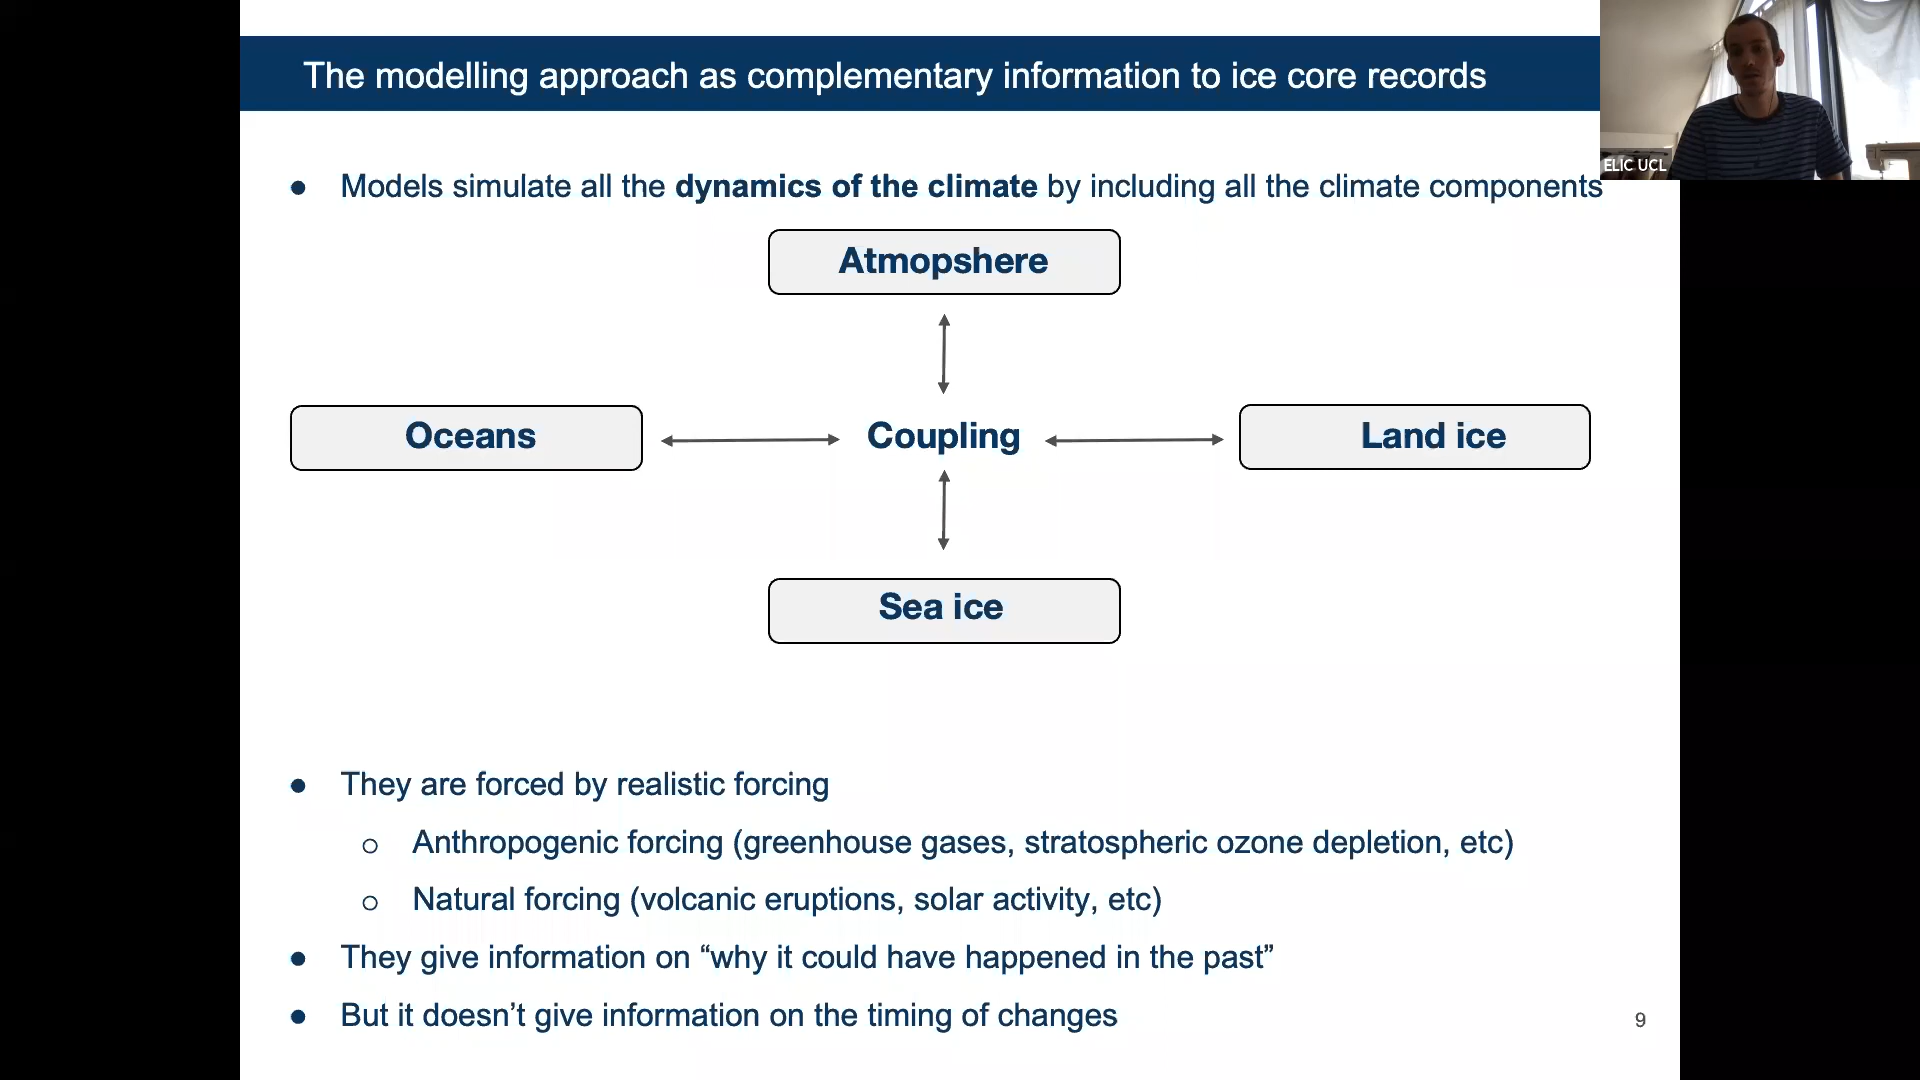 The modelling approach as complementary information to ice core records
ELIC UCL
● Models simulate all the dynamics of the climate by including all the climate components
Atmopshere
Oceans
Coupling
Land ice
Sea ice
● They are forced by realistic forcing
○ Anthropogenic forcing (greenhouse gases, stratospheric ozone depletion, etc)
○ Natural forcing (volcanic eruptions, solar activity, etc)
● They give information on “why it could have happened in the past”
● But it doesn’t give information on the timing of changes
9